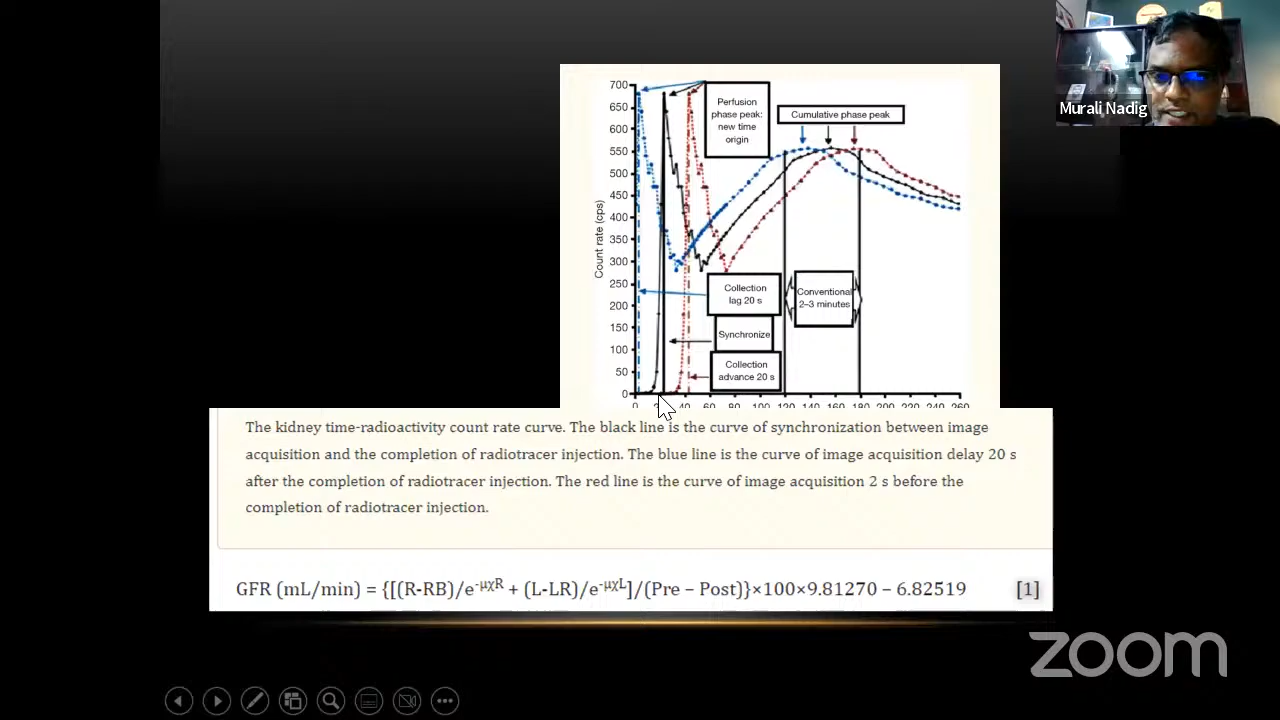 Murali Nadig
700
650
600
550
500
450
400
350
300
250
200
150
100
50
0
Count rate (cps)
Perfusion
phase peak:
new time
origin
Cumulative phase peak
Collection
lag 20 s
Conventional
2–3 minutes
Synchronize
Collection
advance 20 s
0 40 60 80 100 120 140 160 180 200 220 240 260
The kidney time-radioactivity count rate curve. The black line is the curve of synchronization between image
acquisition and the completion of radiotracer injection. The blue line is the curve of image acquisition delay 20 s
after the completion of radiotracer injection. The red line is the curve of image acquisition 2 s before the
completion of radiotracer injection.
GFR (mL/min) = {[(R-RB)/e-μχR + (L-LR)/e-μχL]/(Pre – Post)}×100×9.81270 – 6.82519 [1]
zoom